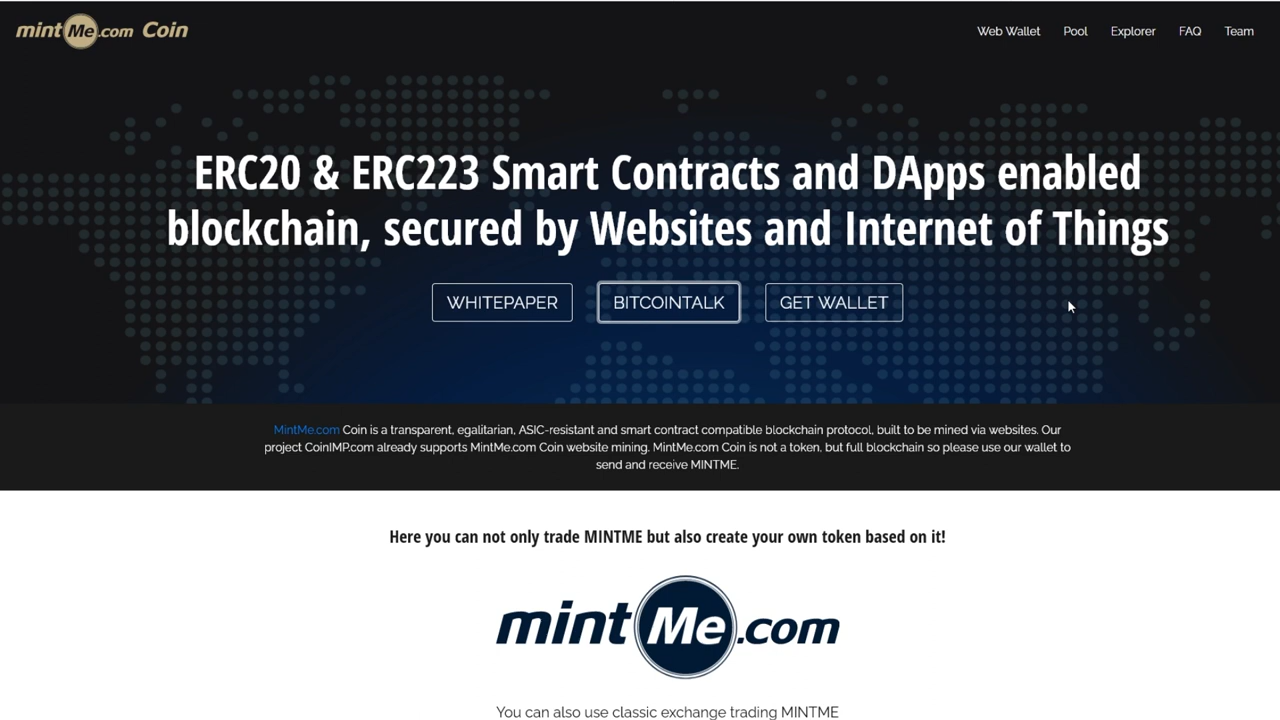 mintMe.com Coin
Web Wallet Pool Explorer FAQ Team
ERC20 & ERC223 Smart Contracts and DApps enabled
blockchain, secured by Websites and Internet of Things
WHITEPAPER BITCOINTALK GET WALLET
MintMe.com Coin is a transparent, egalitarian, ASIC-resistant and smart contract compatible blockchain protocol, built to be mined via websites. Our
project CoinIMP.com already supports MintMe.com Coin website mining. MintMe.com Coin is not a token, but full blockchain so please use our wallet to
send and receive MINTME.
Here you can not only trade MINTME but also create your own token based on it!
mintMe.com
You can also use classic exchange trading MINTME